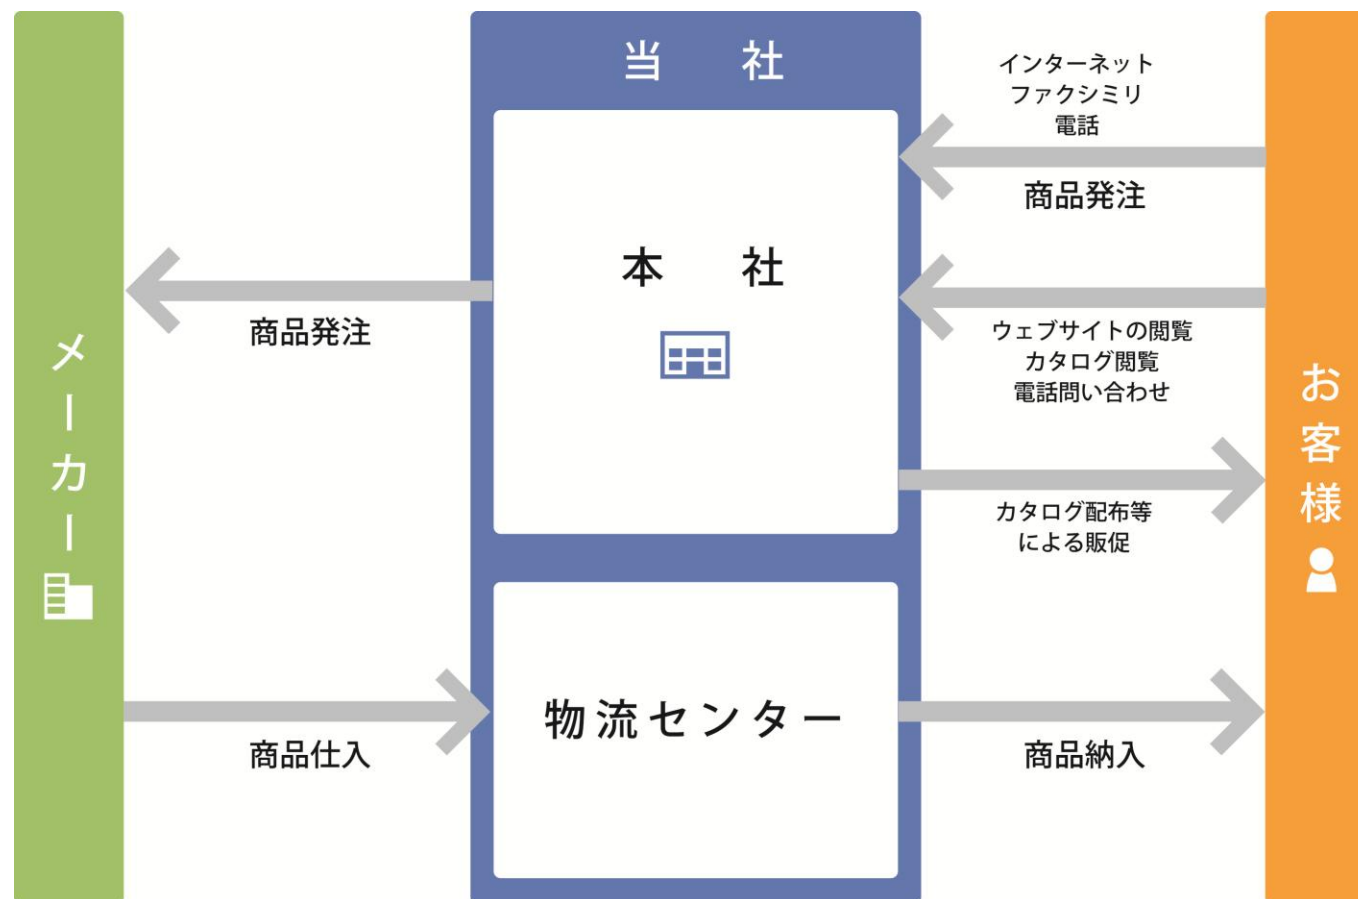 当 社
インターネット
ファクシミリ
電話
商品発注
本 社
商品発注
ウェブサイトの閲覧
カタログ閲覧
電話問い合わせ
メーカー
お客様
カタログ配布等
による販促
物流センター
商品仕入
商品納入